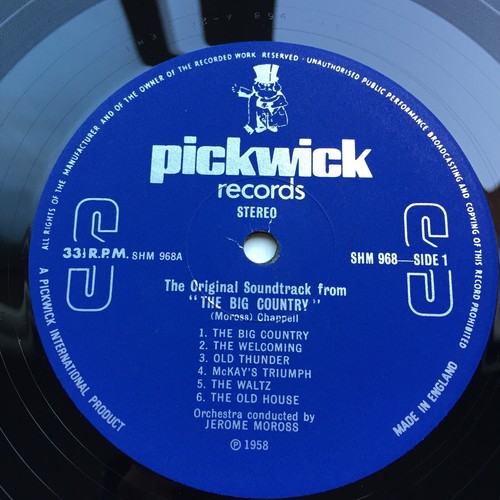 ALL RIGHTS OF THE MANUFACTURER AND OF THE OWNER OF THE RECORDED WORK RESERVED · UNAUTHORISED PUBLIC PERFORMANCE BROADCASTING AND COPYING OF THIS RECORD PROHIBITED
pickwick
records
STEREO
33⅓ R.P.M. SHM 968A
SHM 968—SIDE 1
The Original Soundtrack from
"THE BIG COUNTRY"
(Moross) Chappell
1. THE BIG COUNTRY
2. THE WELCOMING
3. OLD THUNDER
4. McKAY'S TRIUMPH
5. THE WALTZ
6. THE OLD HOUSE
Orchestra conducted by
JEROME MOROSS
℗ 1958
A PICKWICK INTERNATIONAL PRODUCT
MADE IN ENGLAND